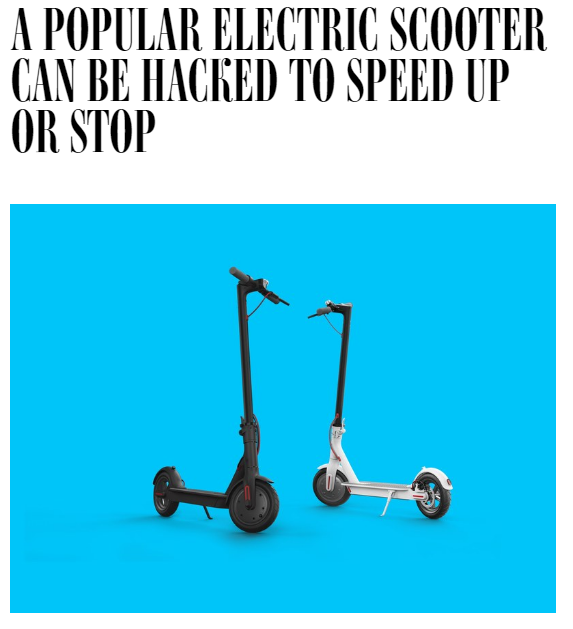 A POPULAR ELECTRIC SCOOTER
CAN BE HACKED TO SPEED UP
OR STOP